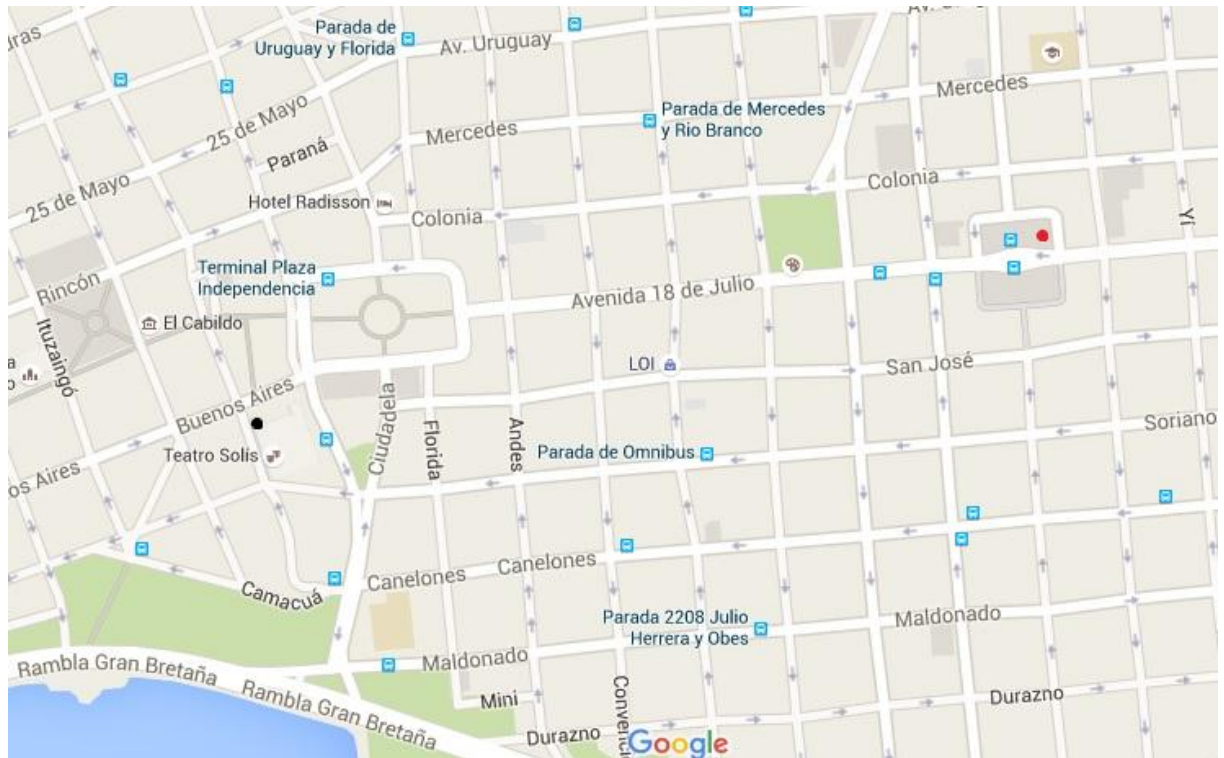 Parada de
Uruguay y Florida
Av. Uruguay
25 de Mayo
Mercedes
Parada de Mercedes
y Rio Branco
Mercedes
Paraná
25 de Mayo
Hotel Radisson
Colonia
Colonia
Yí
Rincón
Terminal Plaza
Independencia
Avenida 18 de Julio
El Cabildo
Ituzaingó
LOI
San José
Buenos Aires
Ciudadela
Florida
Andes
Soriano
Teatro Solis
Parada de Omnibus
Canelones
Canelones
Camacuá
Parada 2208 Julio
Herrera y Obes
Maldonado
Maldonado
Rambla Gran Bretaña
Rambla Gran Bretaña
Mini
Durazno
Durazno
Google